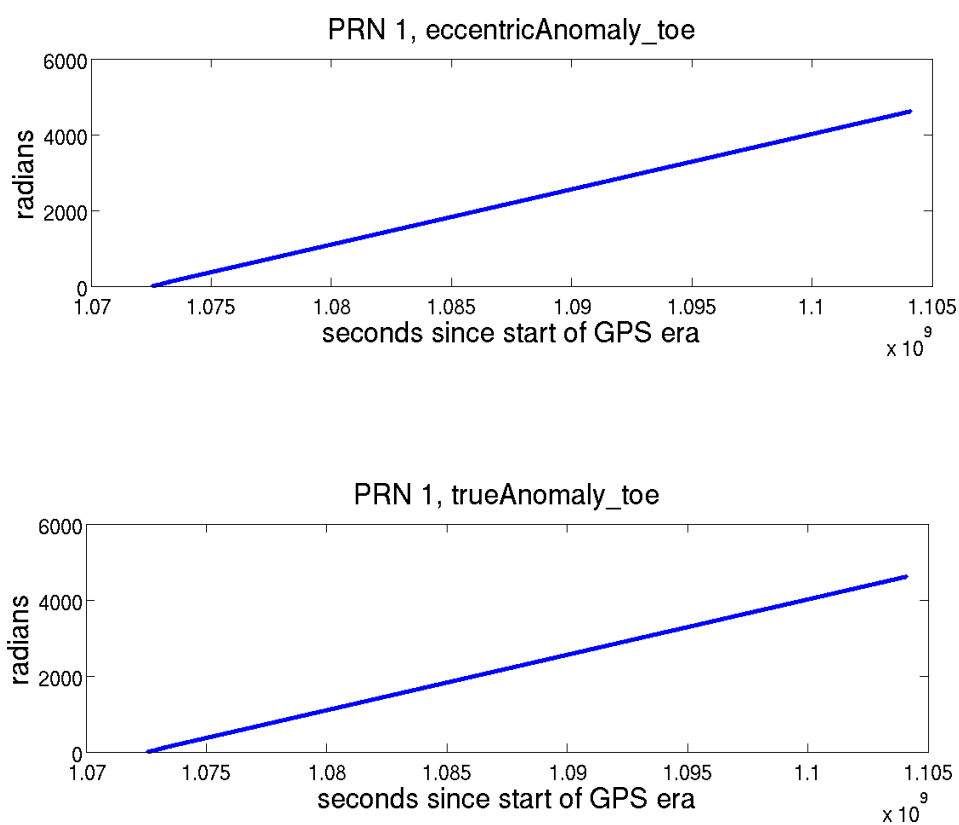 PRN 1, eccentricAnomaly_toe
6000
4000
2000
0
radians
1.07 1.075 1.08 1.085 1.09 1.095 1.1 1.105
seconds since start of GPS era
x 10^9
PRN 1, trueAnomaly_toe
6000
4000
2000
0
radians
1.07 1.075 1.08 1.085 1.09 1.095 1.1 1.105
seconds since start of GPS era
x 10^9